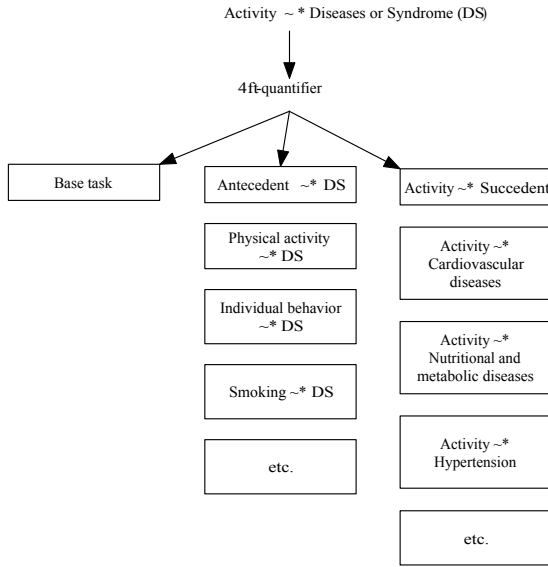 Activity ~* Diseases or Syndrome (DS)
4ft-quantifier
Base task
Antecedent ~* DS
Physical activity
~* DS
Individual behavior
~* DS
Smoking ~* DS
etc.
Activity ~* Succedent
Activity ~*
Cardiovascular
diseases
Activity ~*
Nutritional and
metabolic diseases
Activity ~*
Hypertension
etc.